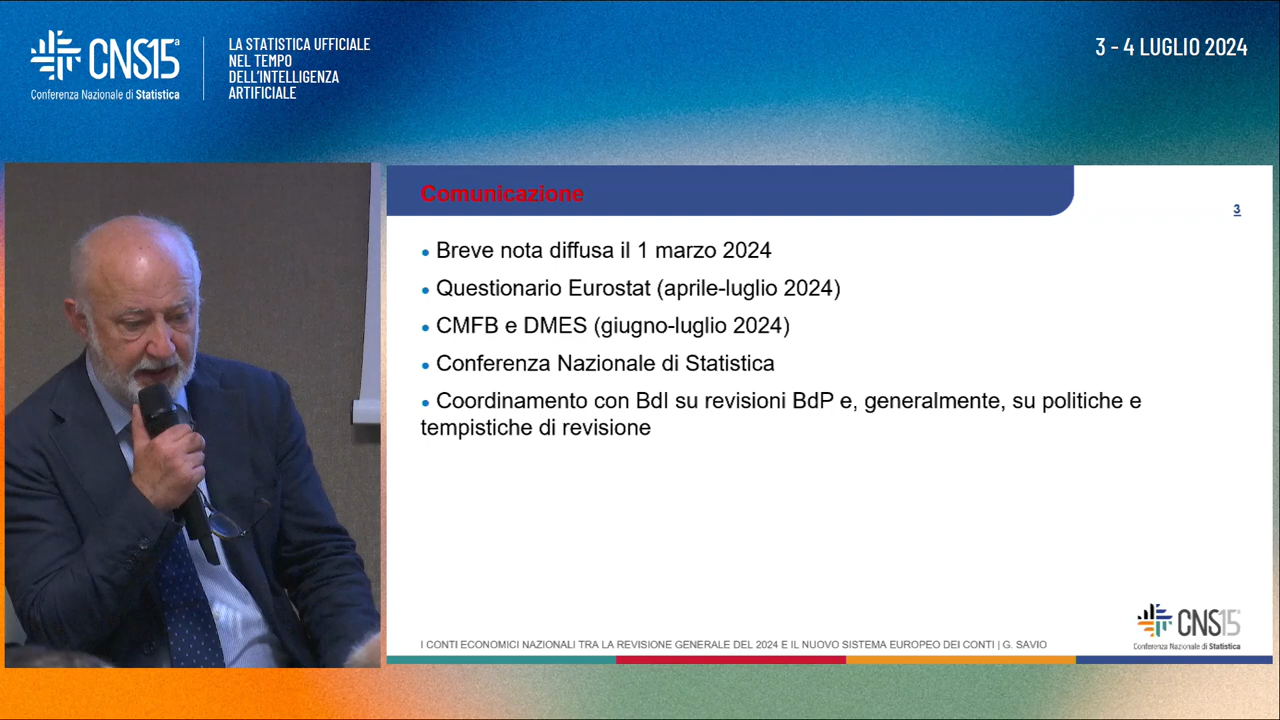 CNS15ª
Conferenza Nazionale di Statistica
LA STATISTICA UFFICIALE
NEL TEMPO
DELL'INTELLIGENZA
ARTIFICIALE
3 - 4 LUGLIO 2024
Comunicazione
3
• Breve nota diffusa il 1 marzo 2024
• Questionario Eurostat (aprile-luglio 2024)
• CMFB e DMES (giugno-luglio 2024)
• Conferenza Nazionale di Statistica
• Coordinamento con BdI su revisioni BdP e, generalmente, su politiche e
tempistiche di revisione
I CONTI ECONOMICI NAZIONALI TRA LA REVISIONE GENERALE DEL 2024 E IL NUOVO SISTEMA EUROPEO DEI CONTI | G. SAVIO
CNS15
Conferenza Nazionale di Statistica